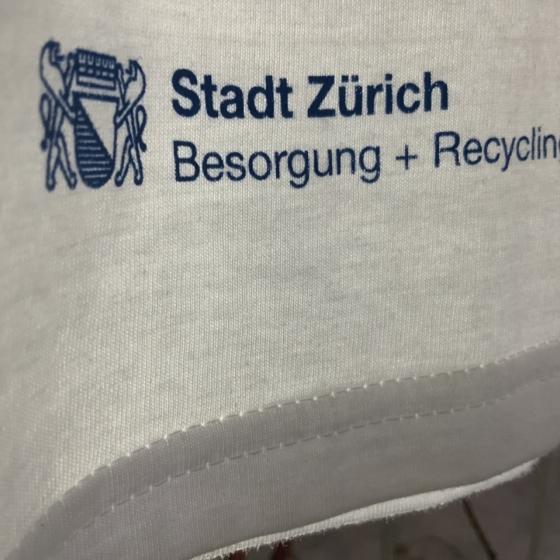 Stadt Zürich
Besorgung + Recyclin